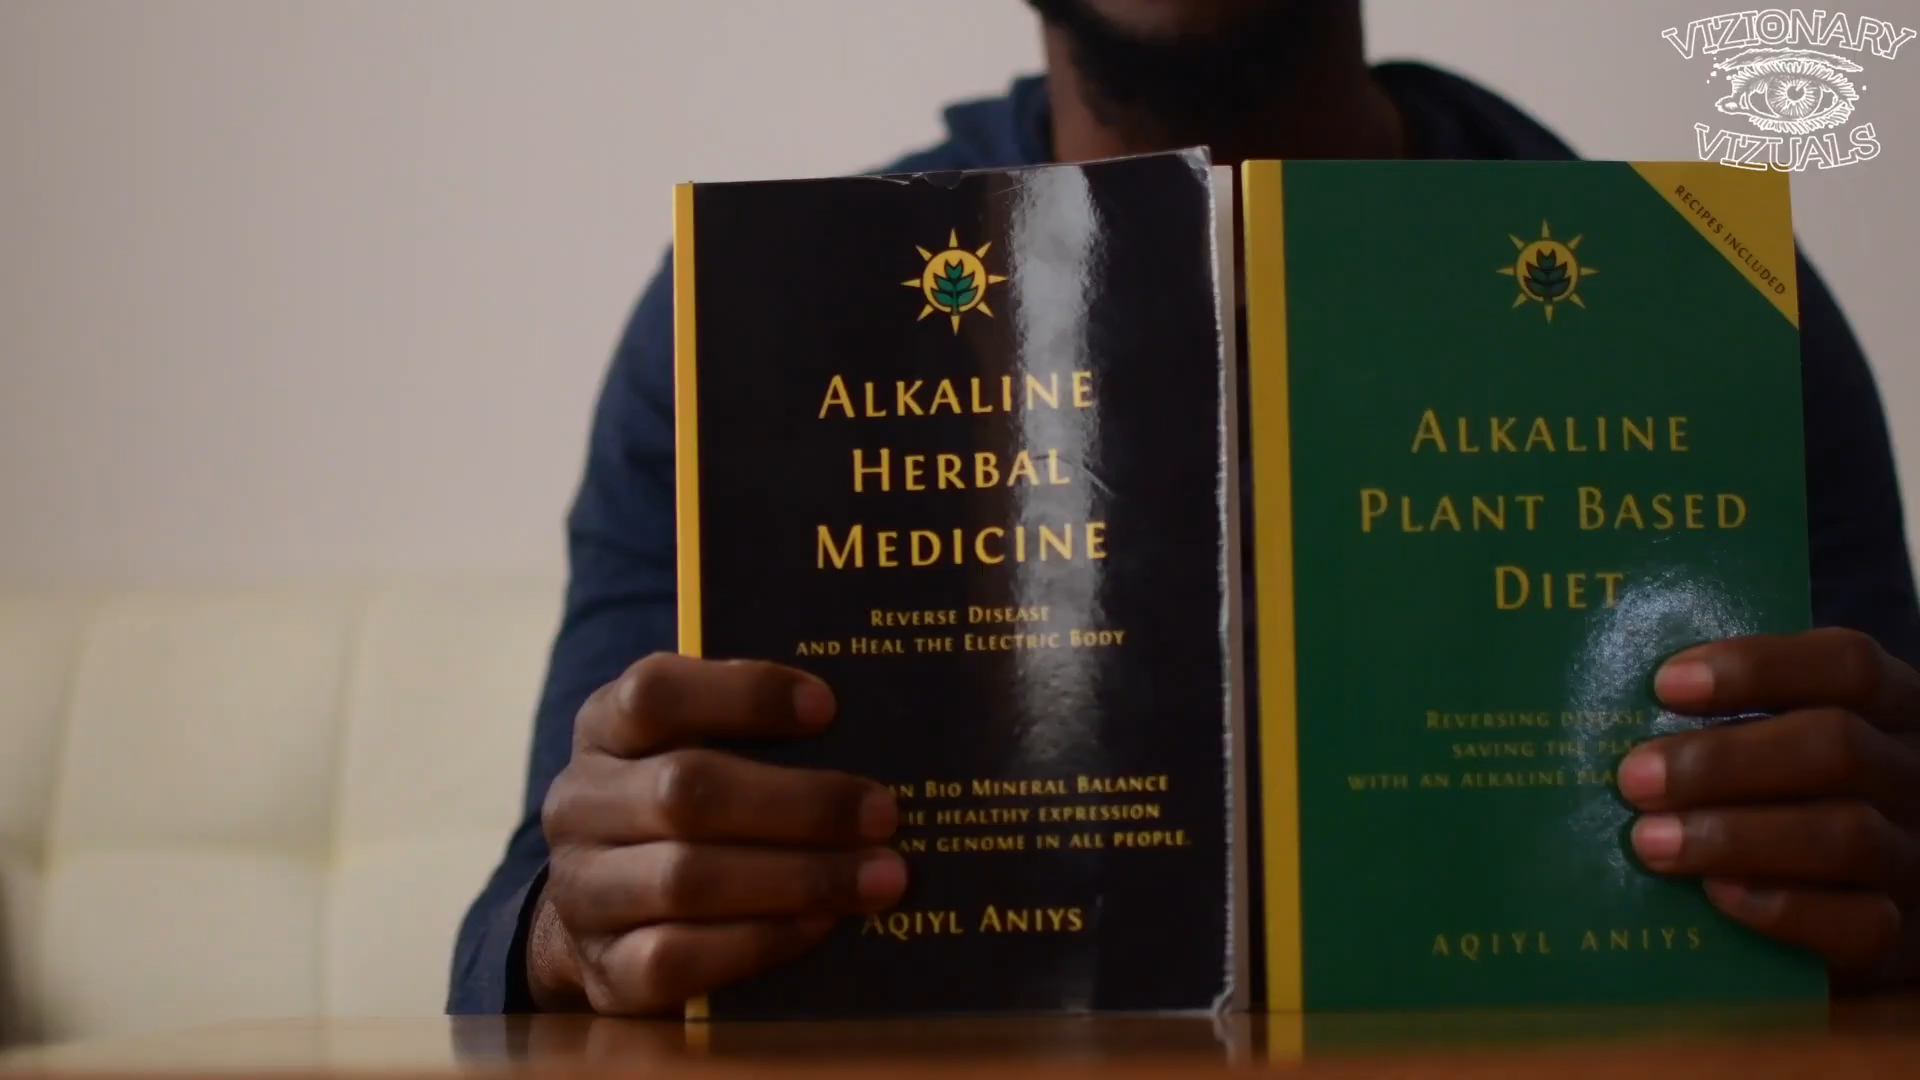 VIZIONARY
VIZUALS
ALKALINE
HERBAL
MEDICINE
REVERSE DISEASE
AND HEAL THE ELECTRIC BODY
BIO MINERAL BALANCE
HEALTHY EXPRESSION
GENOME IN ALL PEOPLE.
AQIYL ANIYS
RECIPES INCLUDED
ALKALINE
PLANT BASED
DIET
REVERSING DISEASE
SAVING THE
WITH AN ALKALINE
AQIYL ANIYS